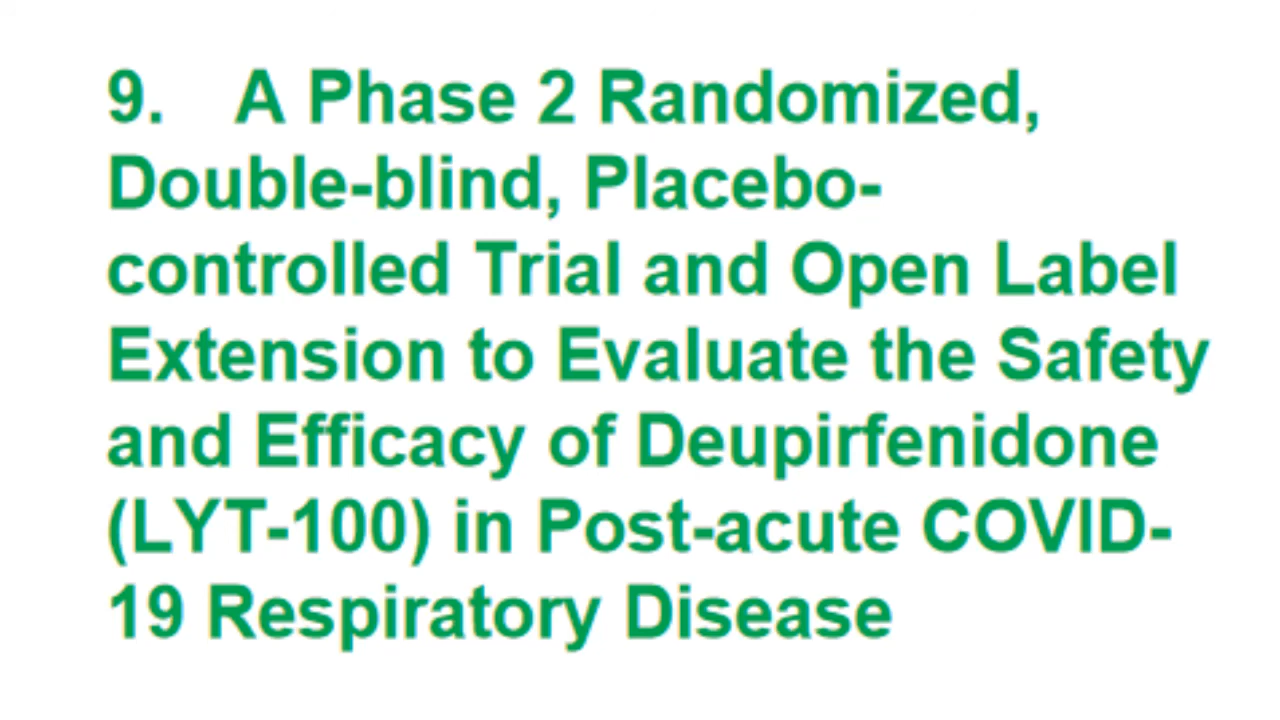 9. A Phase 2 Randomized,
Double-blind, Placebo-
controlled Trial and Open Label
Extension to Evaluate the Safety
and Efficacy of Deupirfenidone
(LYT-100) in Post-acute COVID-
19 Respiratory Disease